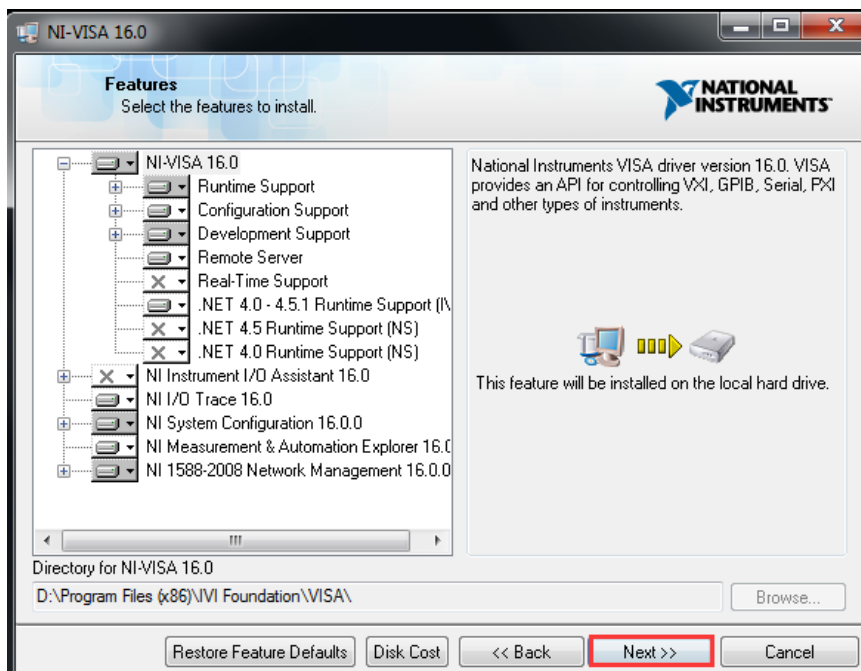 NI-VISA 16.0
Features
Select the features to install.
NATIONAL
INSTRUMENTS
NI-VISA 16.0
Runtime Support
Configuration Support
Development Support
Remote Server
Real-Time Support
.NET 4.0 - 4.5.1 Runtime Support (I\
.NET 4.5 Runtime Support (NS)
.NET 4.0 Runtime Support (NS)
NI Instrument I/O Assistant 16.0
NI I/O Trace 16.0
NI System Configuration 16.0.0
NI Measurement & Automation Explorer 16.0
NI 1588-2008 Network Management 16.0.0
National Instruments VISA driver version 16.0. VISA
provides an API for controlling VXI, GPIB, Serial, PXI
and other types of instruments.
This feature will be installed on the local hard drive.
Directory for NI-VISA 16.0
D:\Program Files (x86)\IVI Foundation\VISA\
Browse...
Restore Feature Defaults
Disk Cost
<< Back
Next >>
Cancel